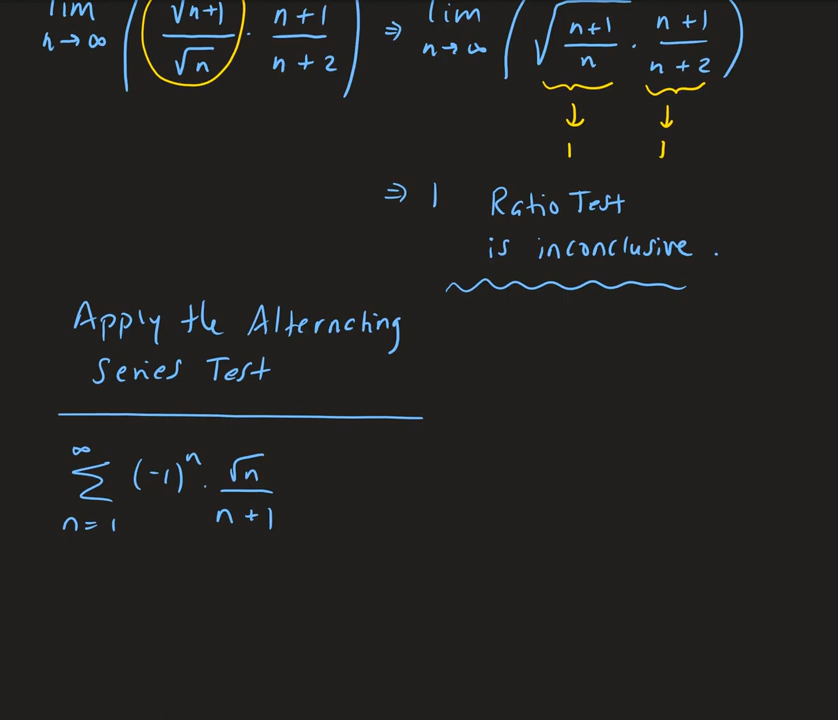 lim n→∞ ( √n+1 / √n · n+1 / n+2 ) ⇒ lim n→∞ ( √(n+1 / n) · n+1 / n+2 )
↓ ↓
1 1
⇒ 1 Ratio Test
is inconclusive.
Apply the Alternating
Series Test
∞ ∑ n=1 (-1)^n · √n / n+1